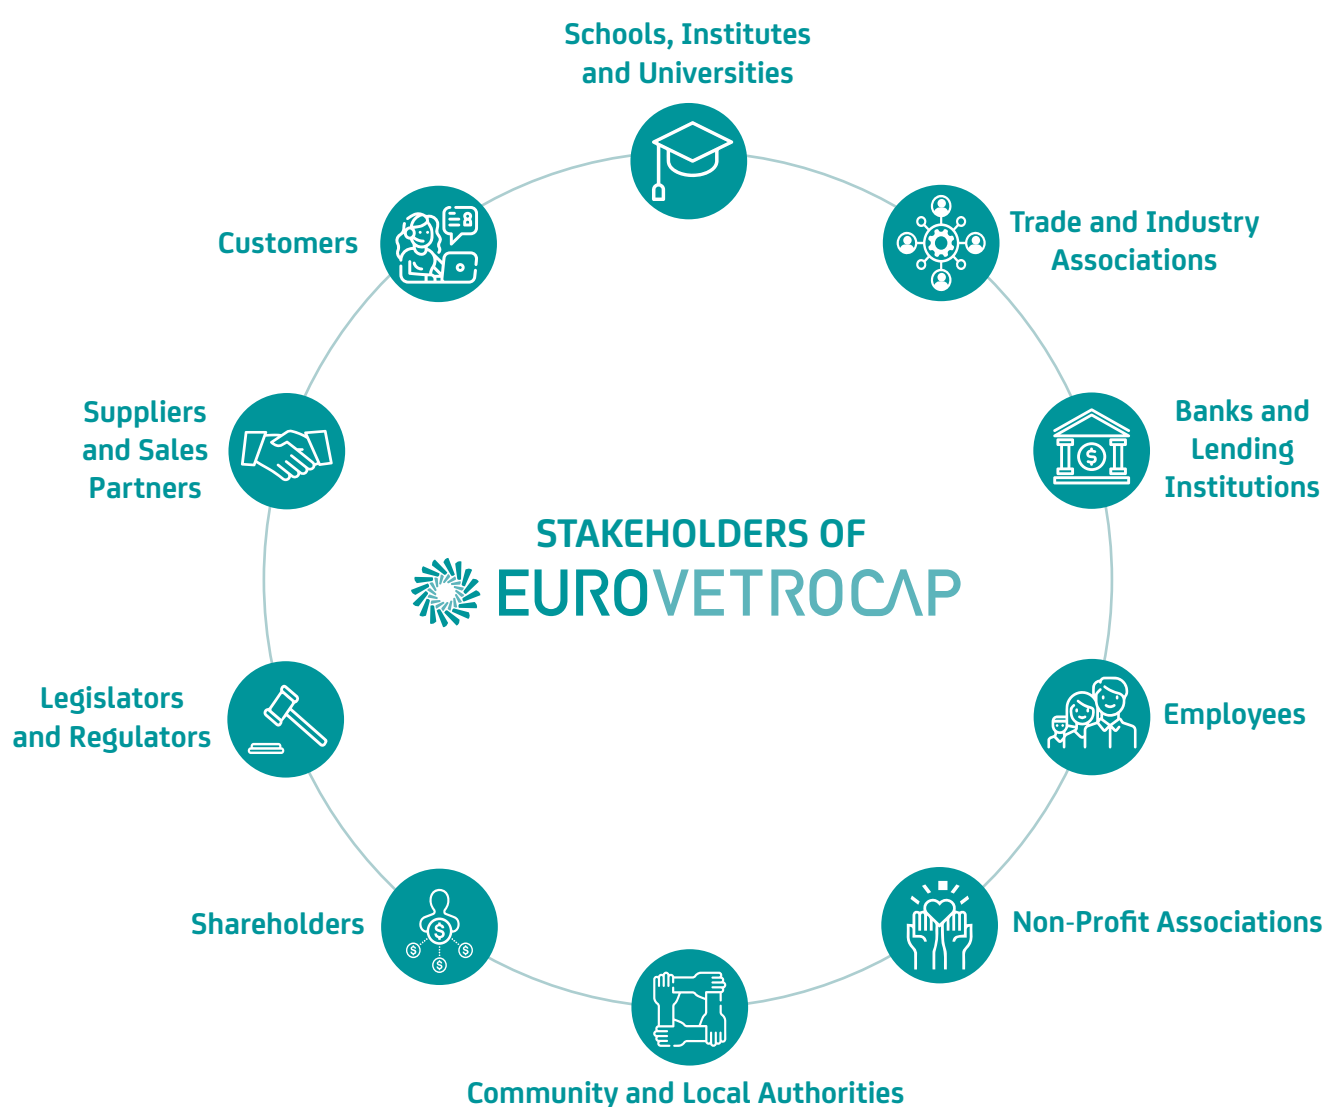 Schools, Institutes
and Universities
Trade and Industry
Associations
Banks and
Lending
Institutions
Employees
Non-Profit Associations
Community and Local Authorities
Shareholders
Legislators
and Regulators
Suppliers
and Sales
Partners
Customers
STAKEHOLDERS OF
EUROVETROCAP